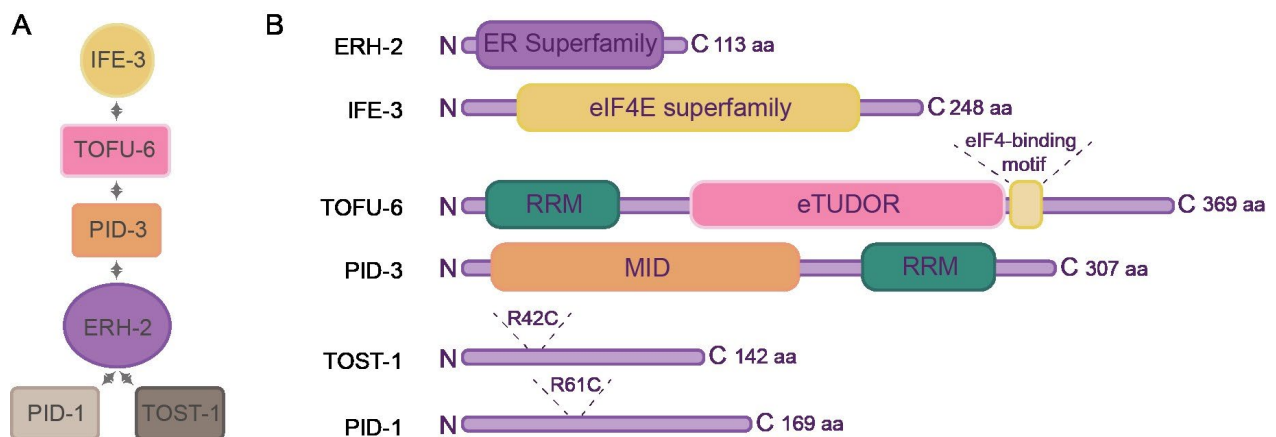 A
IFE-3
TOFU-6
PID-3
ERH-2
PID-1 TOST-1
B
ERH-2 N ER Superfamily C 113 aa
IFE-3 N eIF4E superfamily C 248 aa
eIF4-binding
motif
TOFU-6 N RRM eTUDOR C 369 aa
PID-3 N MID RRM C 307 aa
R42C
TOST-1 N C 142 aa
R61C
PID-1 N C 169 aa